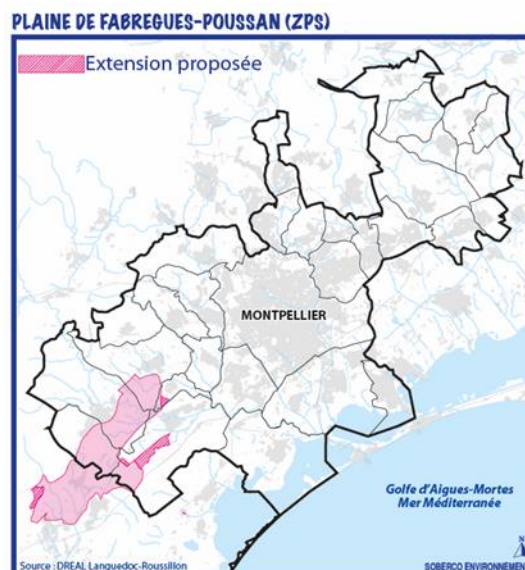 PLAINE DE FABREGUES-POUSSAN (ZPS)
Extension proposée
MONTPELLIER
Golfe d'Aigues-Mortes
Mer Méditerranée
N
Source : DREAL Languedoc-Roussillon
SOBERCO ENVIRONNEMENT